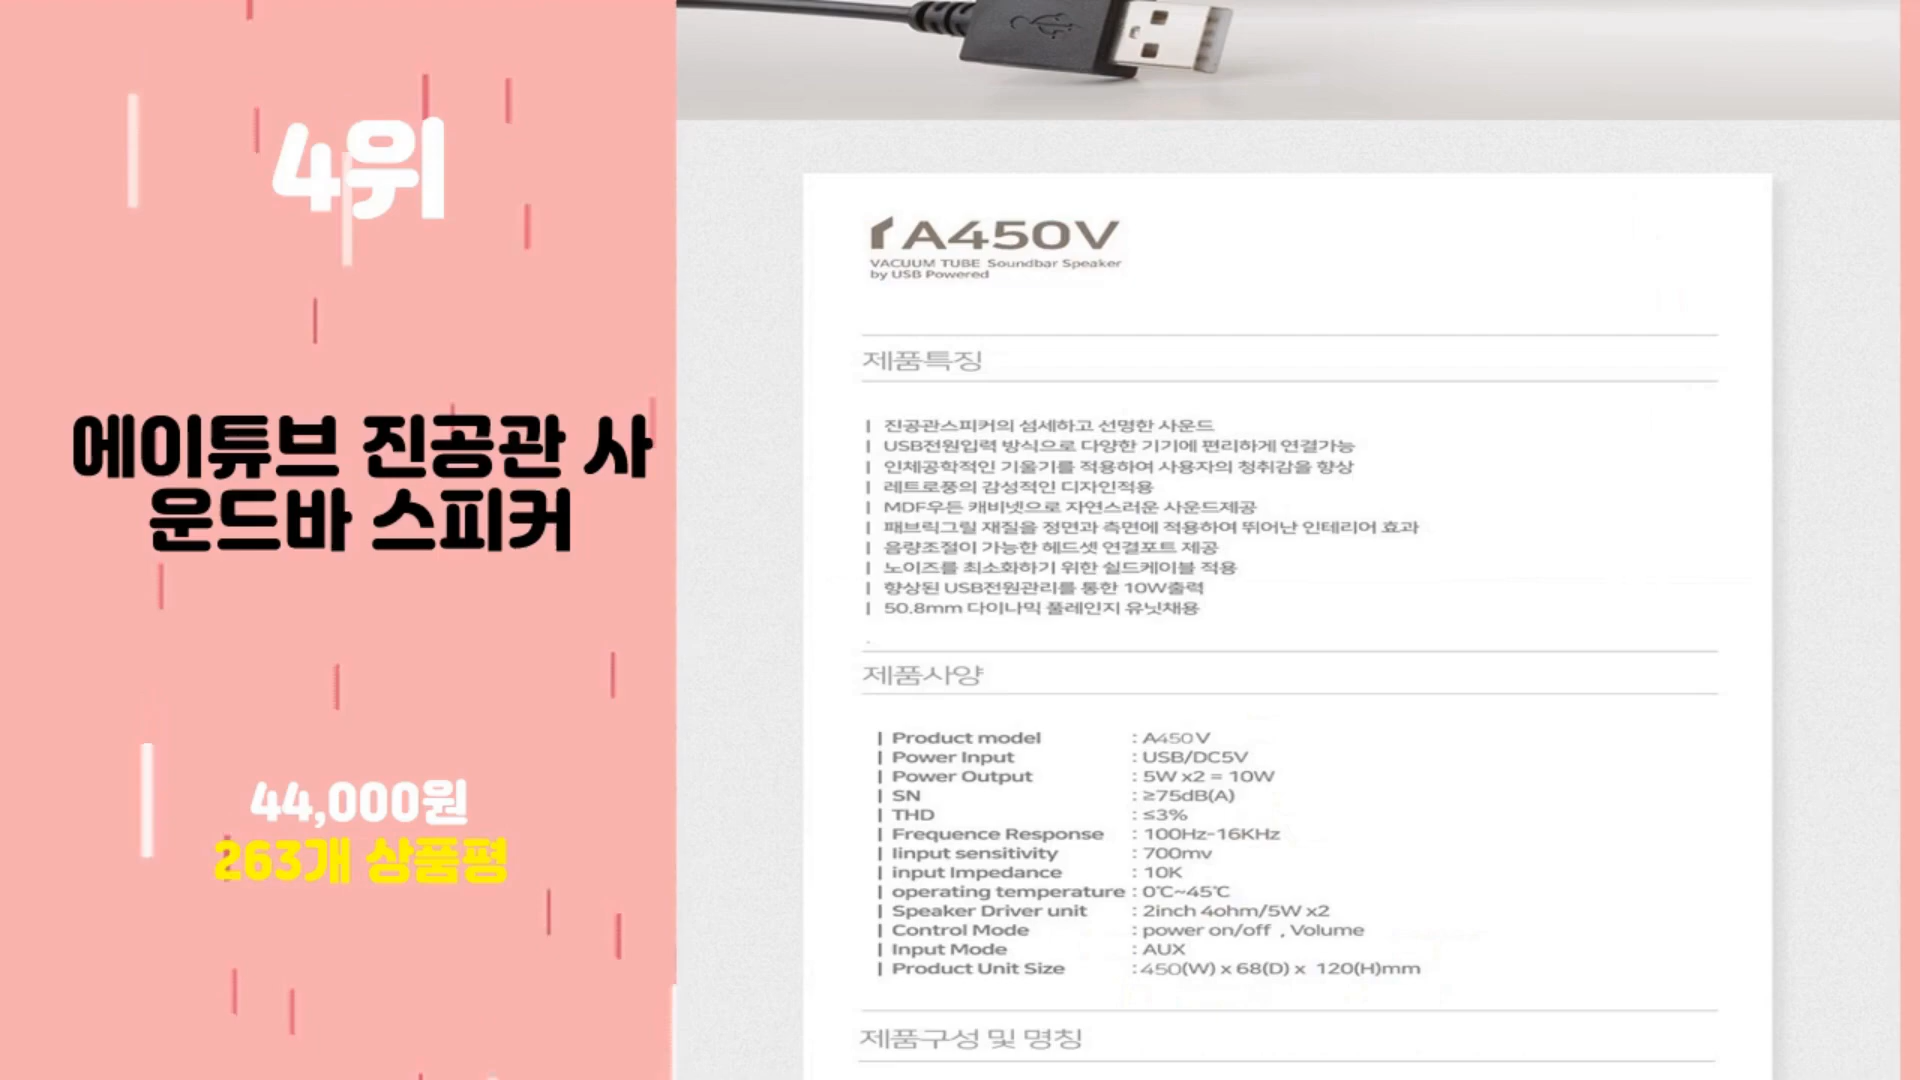 4위
에이튜브 진공관 사
운드바 스피커
44,000원
263개 상품평
A450V
VACUUM TUBE Soundbar Speaker
by USB Powered
제품특징
| 진공관스피커의 섬세하고 선명한 사운드
| USB전원입력 방식으로 다양한 기기에 편리하게 연결가능
| 인체공학적인 기울기를 적용하여 사용자의 청취감을 향상
| 레트로풍의 감성적인 디자인적용
| MDF우든 캐비넷으로 자연스러운 사운드제공
| 패브릭그릴 재질을 정면과 측면에 적용하여 뛰어난 인테리어 효과
| 음량조절이 가능한 헤드셋 연결포트 제공
| 노이즈를 최소화하기 위한 쉴드케이블 적용
| 향상된 USB전원관리를 통한 10W출력
| 50.8mm 다이나믹 풀레인지 유닛채용
제품사양
| Product model : A450V
| Power Input : USB/DC5V
| Power Output : 5W x2 = 10W
| SN : ≥75dB(A)
| THD : ≤3%
| Frequence Response : 100Hz-16KHz
| Iinput sensitivity : 700mv
| input Impedance : 10K
| operating temperature : 0℃~45℃
| Speaker Driver unit : 2inch 4ohm/5W x2
| Control Mode : power on/off , Volume
| Input Mode : AUX
| Product Unit Size : 450(W) x 68(D) x 120(H)mm
제품구성 및 명칭